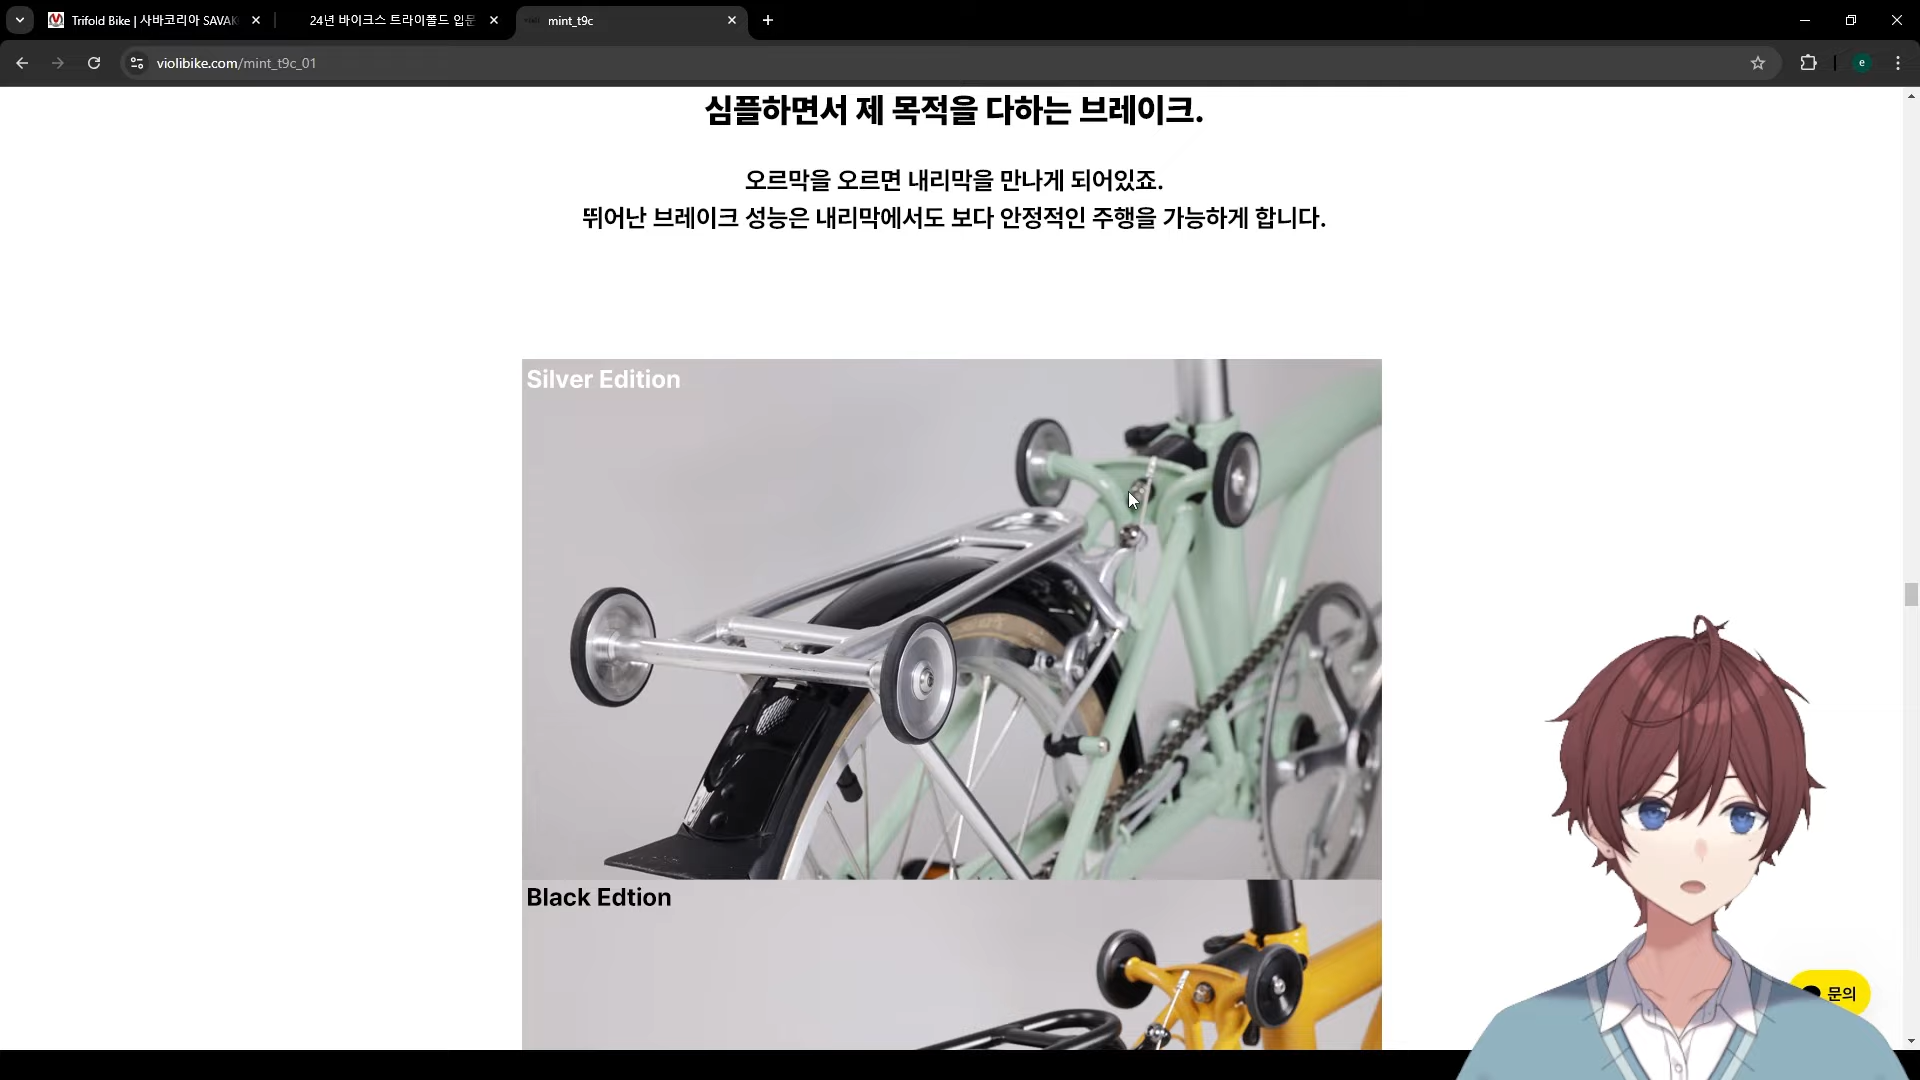 Trifold Bike | 사바코리아 SAVAK
24년 바이크스 트라이폴드 입문
mint_t9c
violibike.com/mint_t9c_01
e
심플하면서 제 목적을 다하는 브레이크.
오르막을 오르면 내리막을 만나게 되어있죠.
뛰어난 브레이크 성능은 내리막에서도 보다 안정적인 주행을 가능하게 합니다.
Silver Edition
Black Edtion
문의